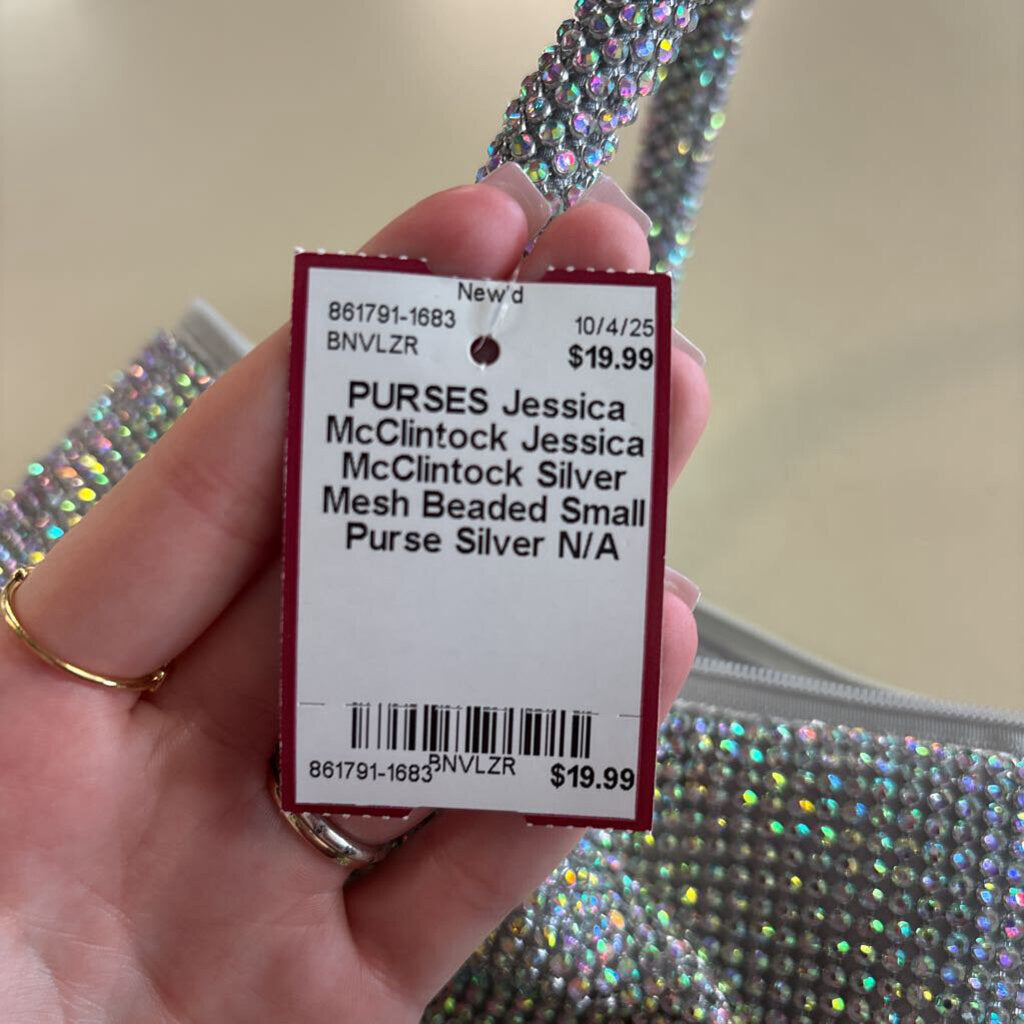 New'd
861791-1683 10/4/25
BNVLZR $19.99
PURSES Jessica
McClintock Jessica
McClintock Silver
Mesh Beaded Small
Purse Silver N/A
861791-1683 BNVLZR $19.99